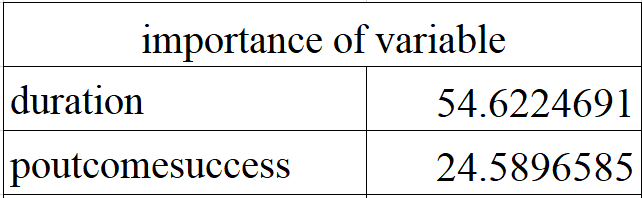 importance of variable
duration 54.6224691
poutcomesuccess 24.5896585